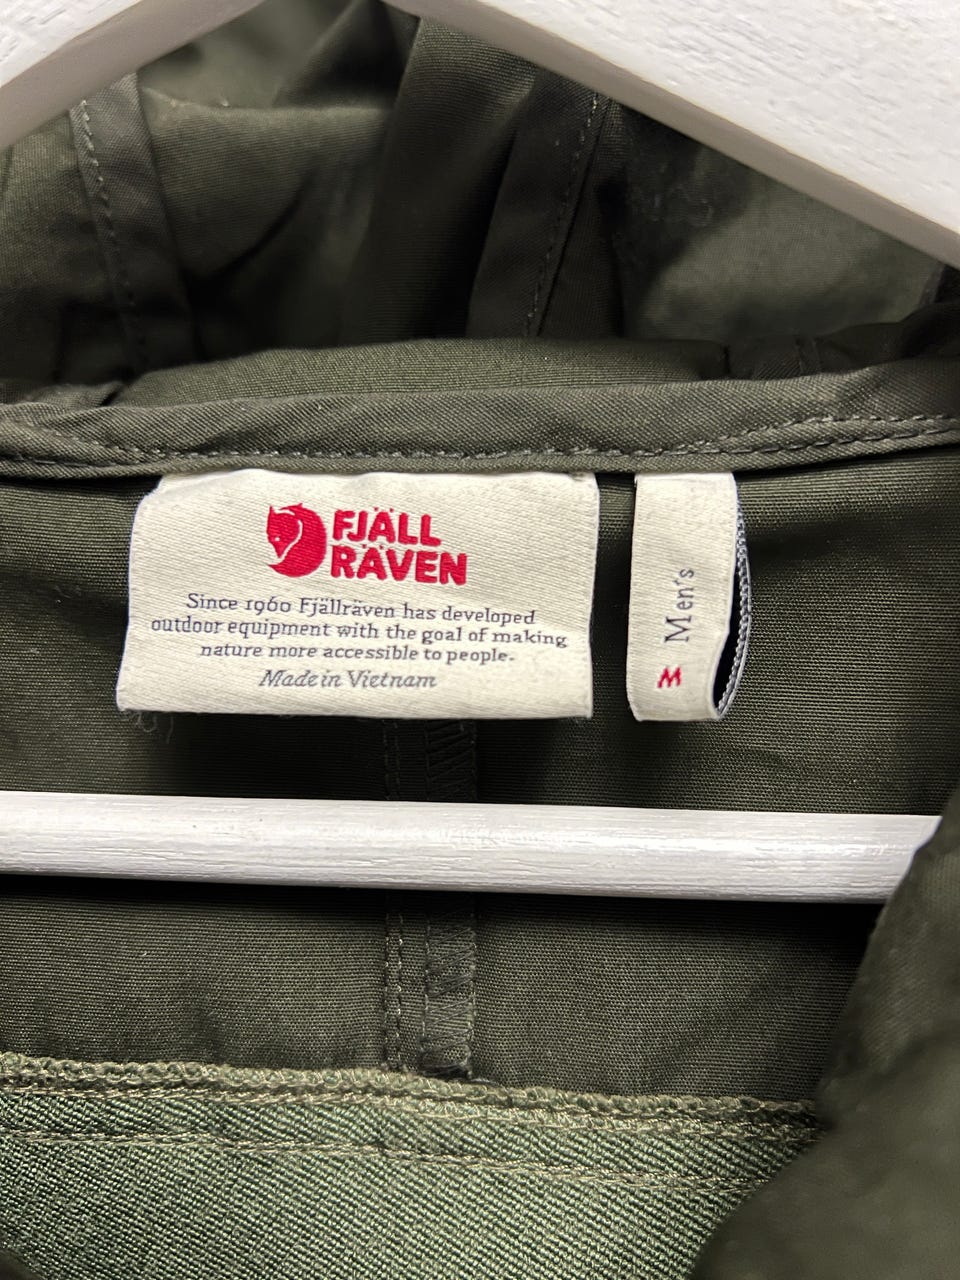 FJÄLL
RÄVEN
Since 1960 Fjällräven has developed
outdoor equipment with the goal of making
nature more accessible to people.
Made in Vietnam
M Men's